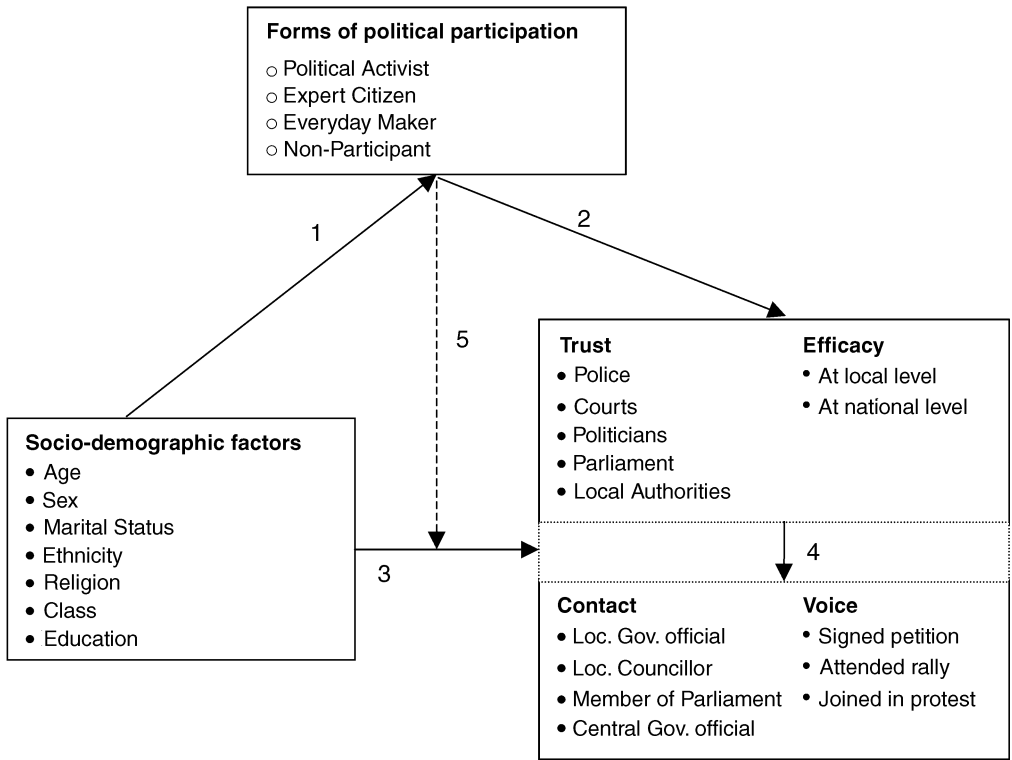 Forms of political participation
Political Activist
Expert Citizen
Everyday Maker
Non-Participant
1
2
5
Trust
Police
Courts
Politicians
Parliament
Local Authorities
Efficacy
At local level
At national level
Socio-demographic factors
Age
Sex
Marital Status
Ethnicity
Religion
Class
Education
3
4
Contact
Loc. Gov. official
Loc. Councillor
Member of Parliament
Central Gov. official
Voice
Signed petition
Attended rally
Joined in protest